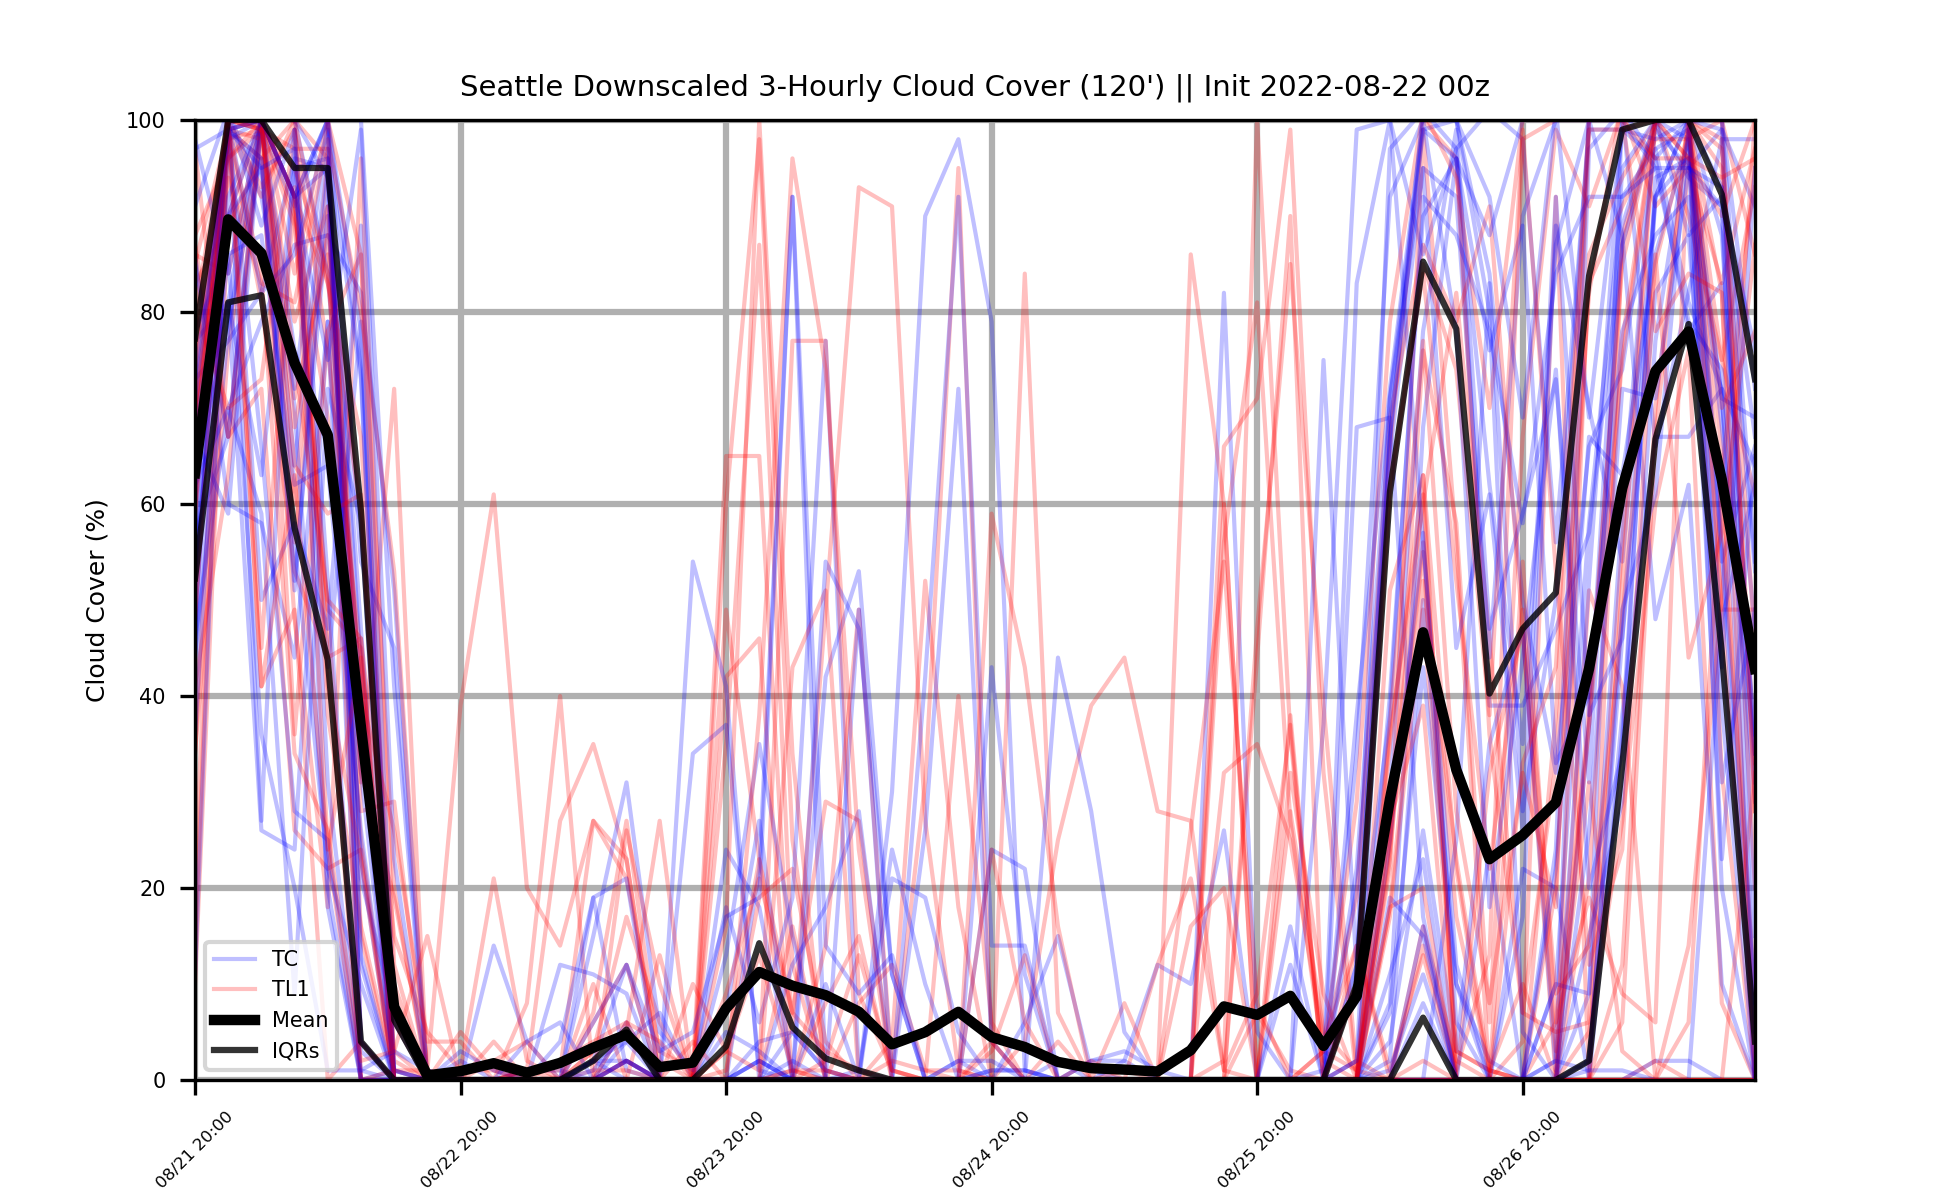 Seattle Downscaled 3-Hourly Cloud Cover (120') || Init 2022-08-22 00z
Cloud Cover (%)
100
80
60
40
20
0
TC
TL1
Mean
IQRs
08/21 20:00
08/22 20:00
08/23 20:00
08/24 20:00
08/25 20:00
08/26 20:00